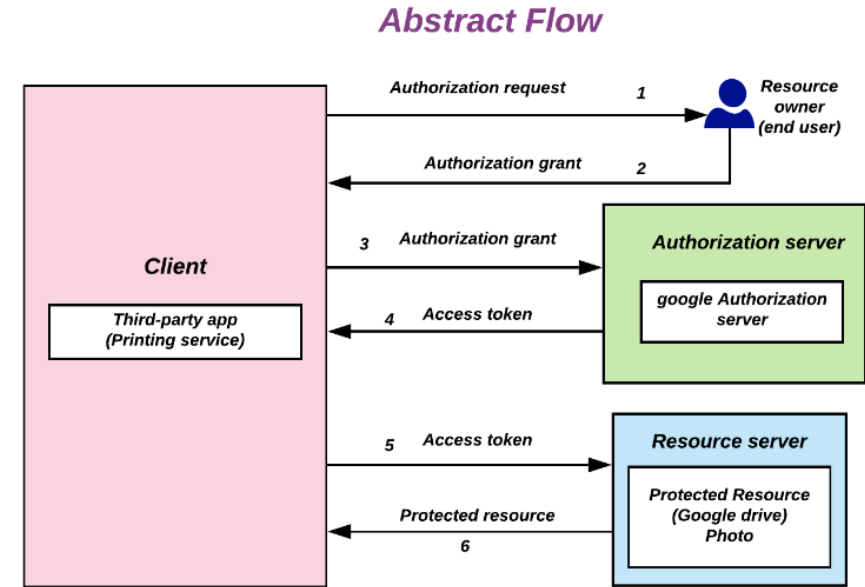 Abstract Flow
Authorization request
1
Resource
owner
(end user)
Authorization grant
2
3
Authorization grant
Authorization server
Client
google Authorization
server
Third-party app
(Printing service)
4
Access token
5
Access token
Resource server
Protected Resource
(Google drive)
Photo
Protected resource
6